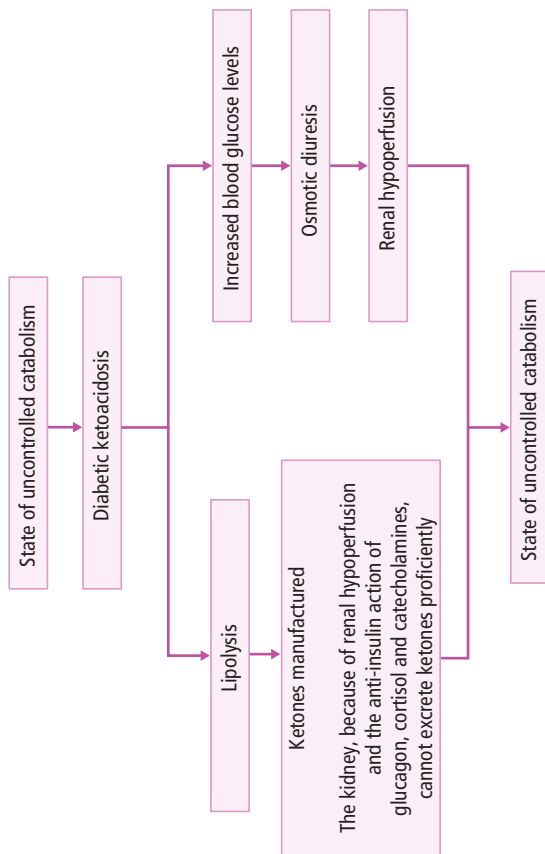 State of uncontrolled catabolism
Diabetic ketoacidosis
Lipolysis
Ketones manufactured
The kidney, because of renal hypoperfusion
and the anti-insulin action of
glucagon, cortisol and catecholamines,
cannot excrete ketones proficiently
Increased blood glucose levels
Osmotic diuresis
Renal hypoperfusion
State of uncontrolled catabolism